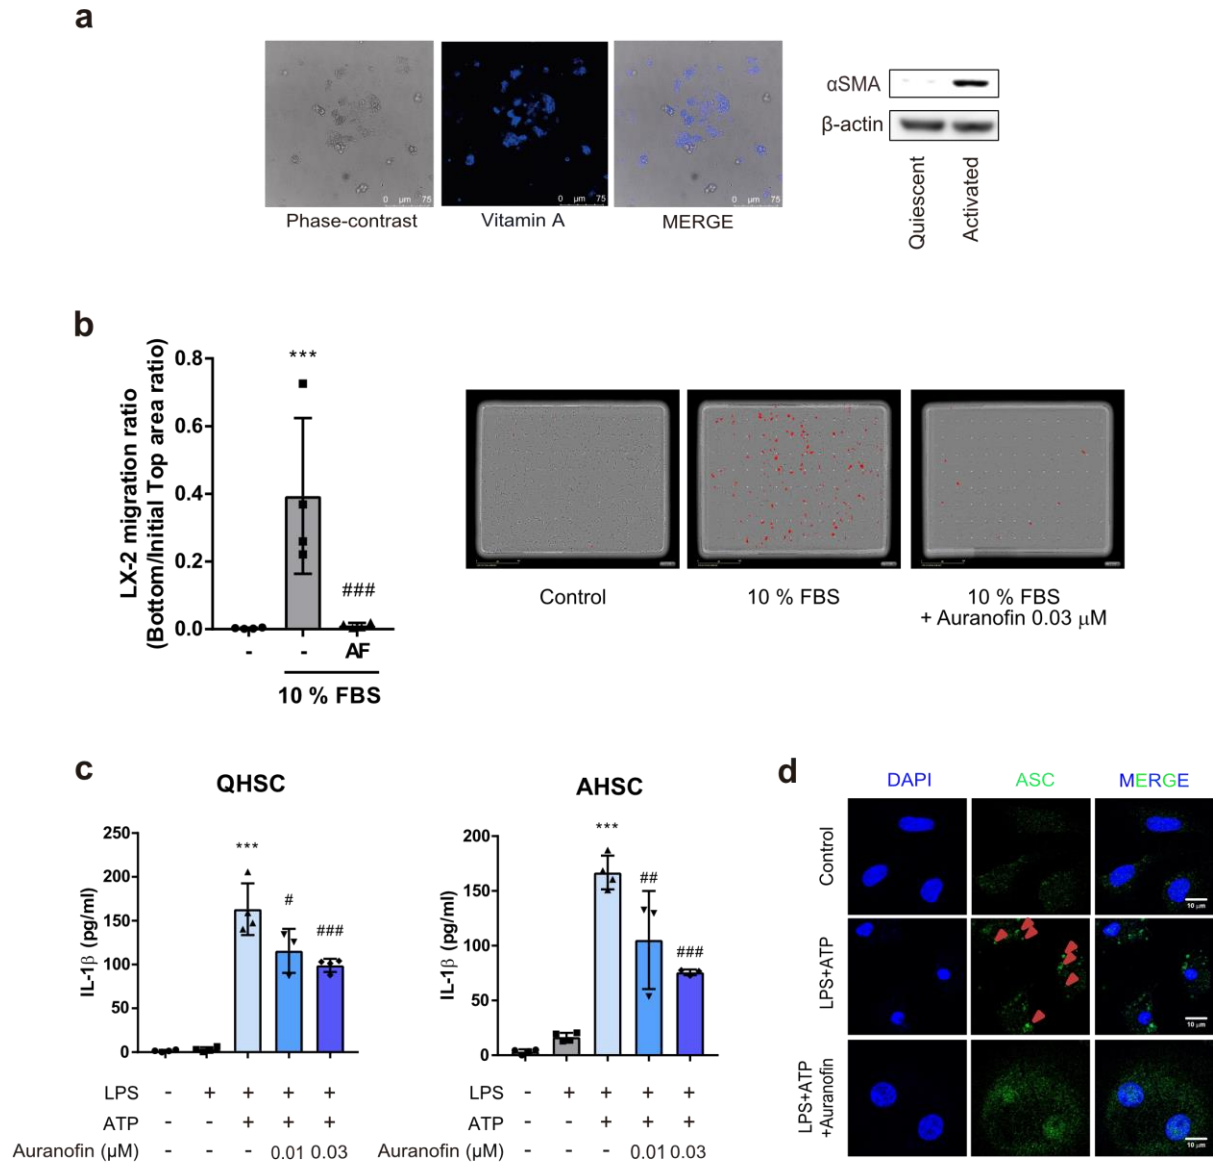 a
0 µm 75
0 µm 75
0 µm 75
Phase-contrast
Vitamin A
MERGE
αSMA
β-actin
Quiescent
Activated
b
LX-2 migration ratio
(Bottom/Initial Top area ratio)
0.8
0.6
0.4
0.2
0.0
***
###
-
-
AF
10 % FBS
Control
10 % FBS
10 % FBS
+ Auranofin 0.03 µM
c
QHSC
IL-1β (pg/ml)
250
200
150
100
50
0
***
#
###
LPS - + + + +
ATP - - + + +
Auranofin (µM) - - - 0.01 0.03
AHSC
IL-1β (pg/ml)
200
150
100
50
0
***
##
###
LPS - + + + +
ATP - - + + +
Auranofin (µM) - - - 0.01 0.03
d
DAPI
ASC
MERGE
Control
10 µm
LPS+ATP
10 µm
LPS+ATP
+Auranofin
10 µm